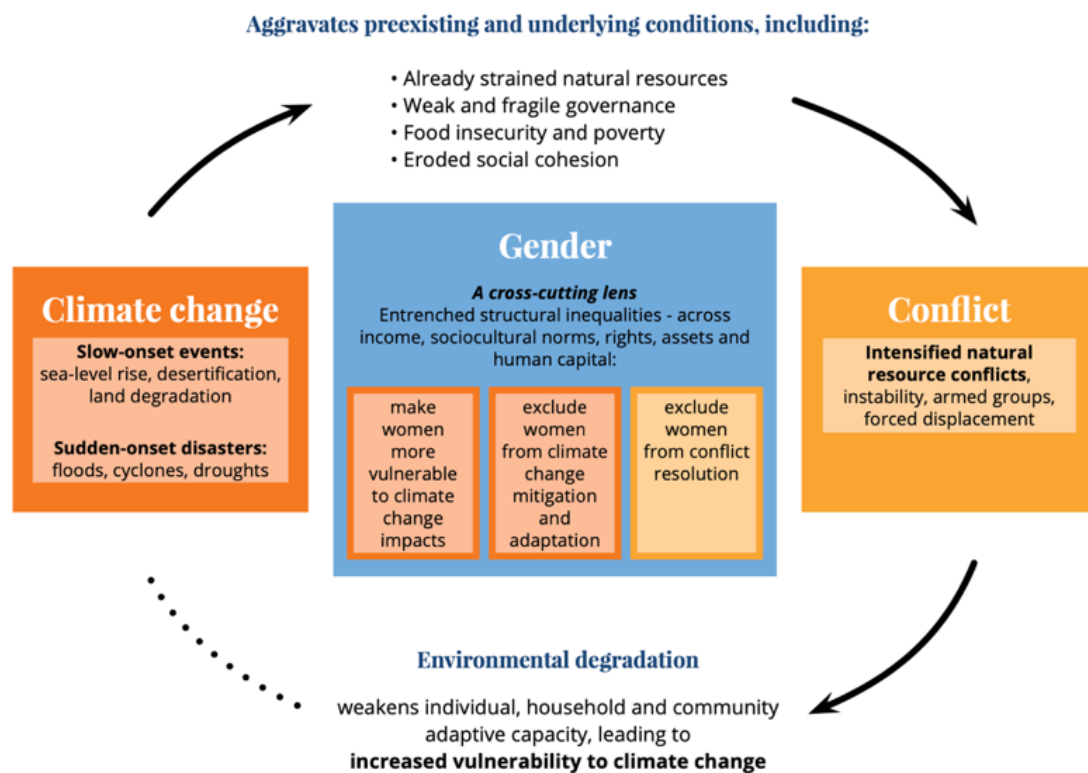 Aggravates preexisting and underlying conditions, including:
• Already strained natural resources
• Weak and fragile governance
• Food insecurity and poverty
• Eroded social cohesion
Climate change
Slow-onset events:
sea-level rise, desertification,
land degradation
Sudden-onset disasters:
floods, cyclones, droughts
Gender
A cross-cutting lens
Entrenched structural inequalities - across
income, sociocultural norms, rights, assets and
human capital:
make
women
more
vulnerable
to climate
change
impacts
exclude
women
from climate
change
mitigation
and
adaptation
exclude
women
from conflict
resolution
Conflict
Intensified natural
resource conflicts,
instability, armed groups,
forced displacement
Environmental degradation
weakens individual, household and community
adaptive capacity, leading to
increased vulnerability to climate change